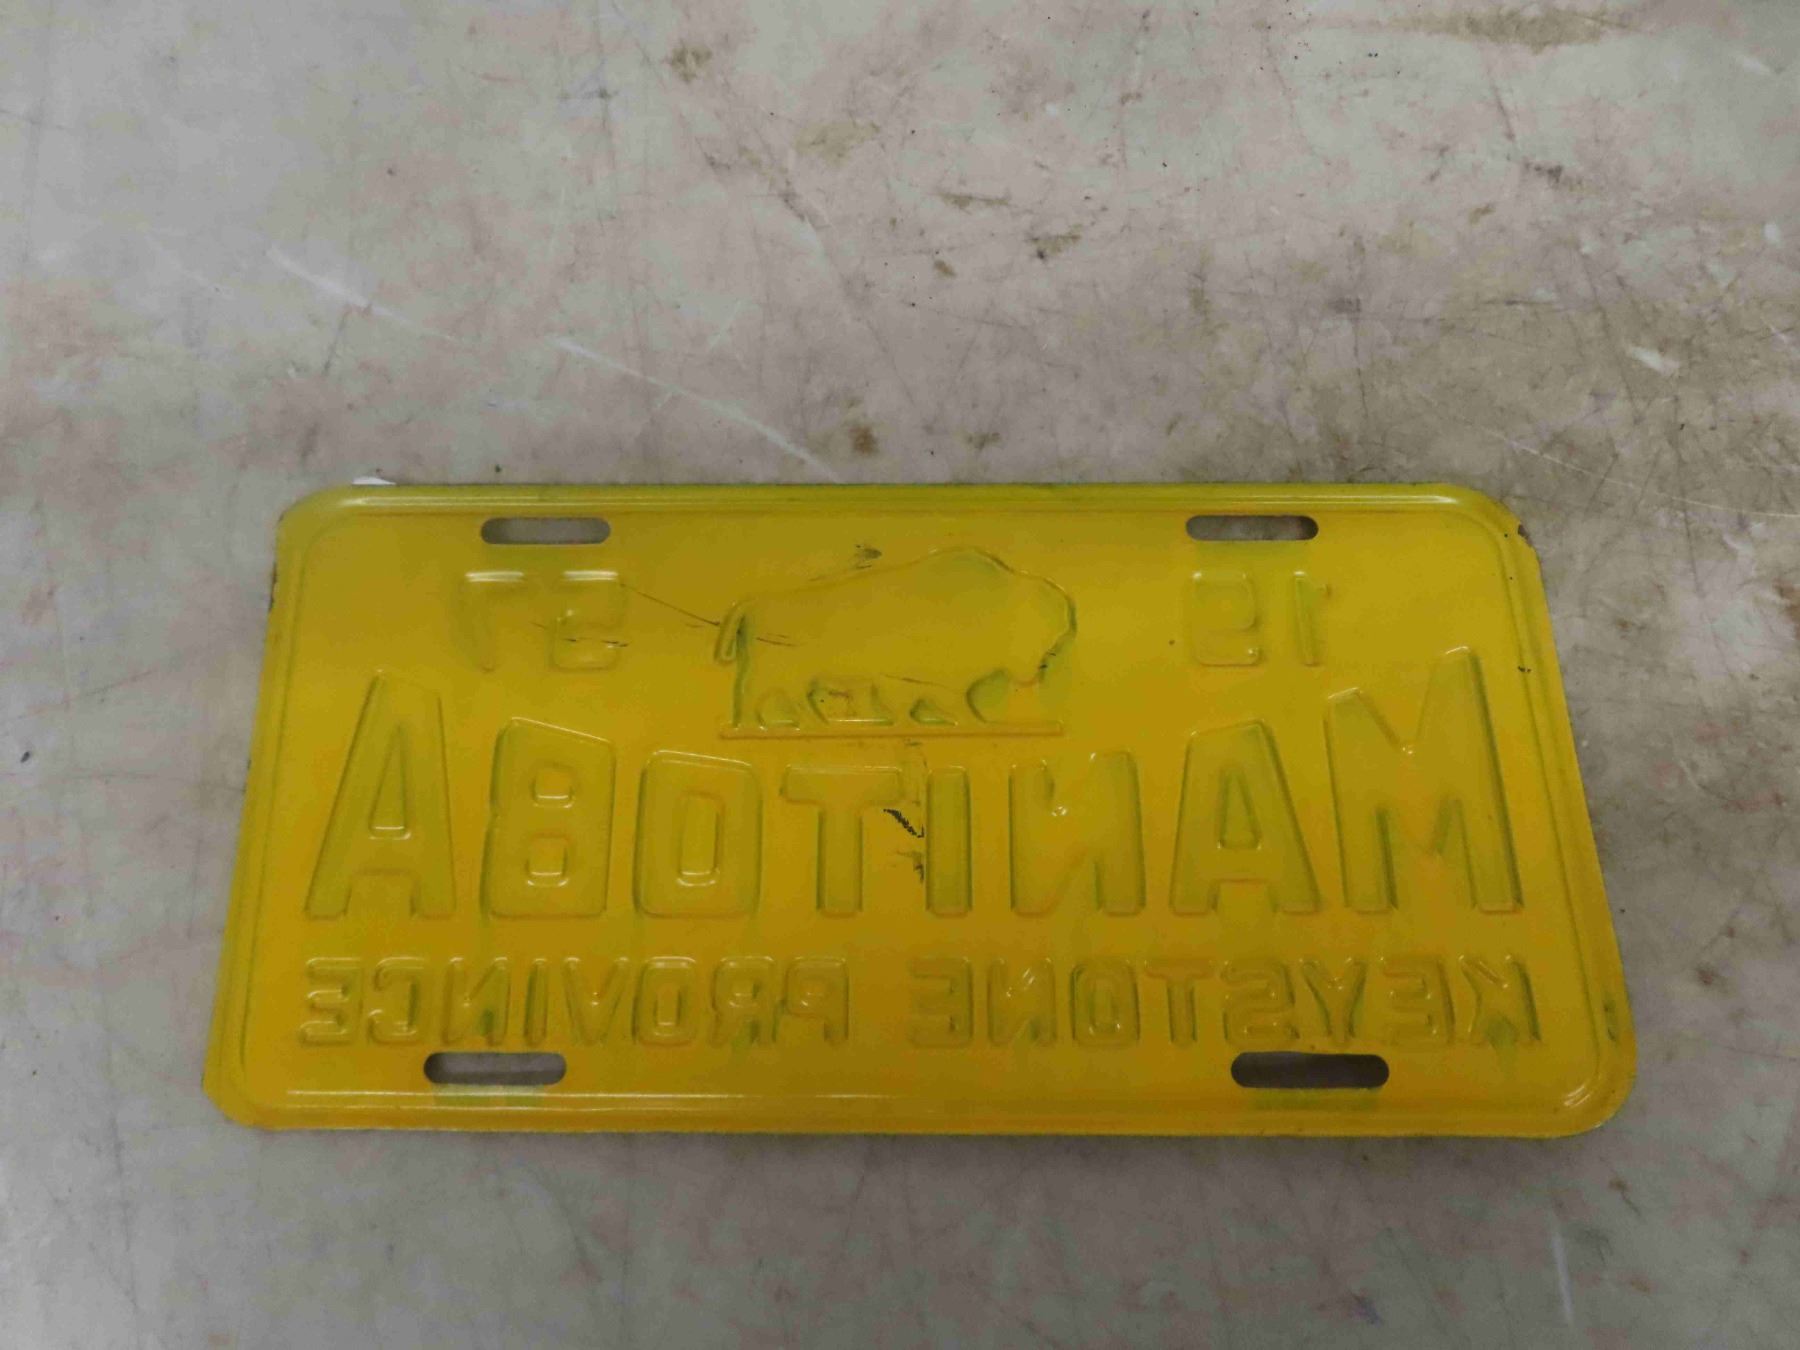 19 57
MANITOBA
KEYSTONE PROVINCE